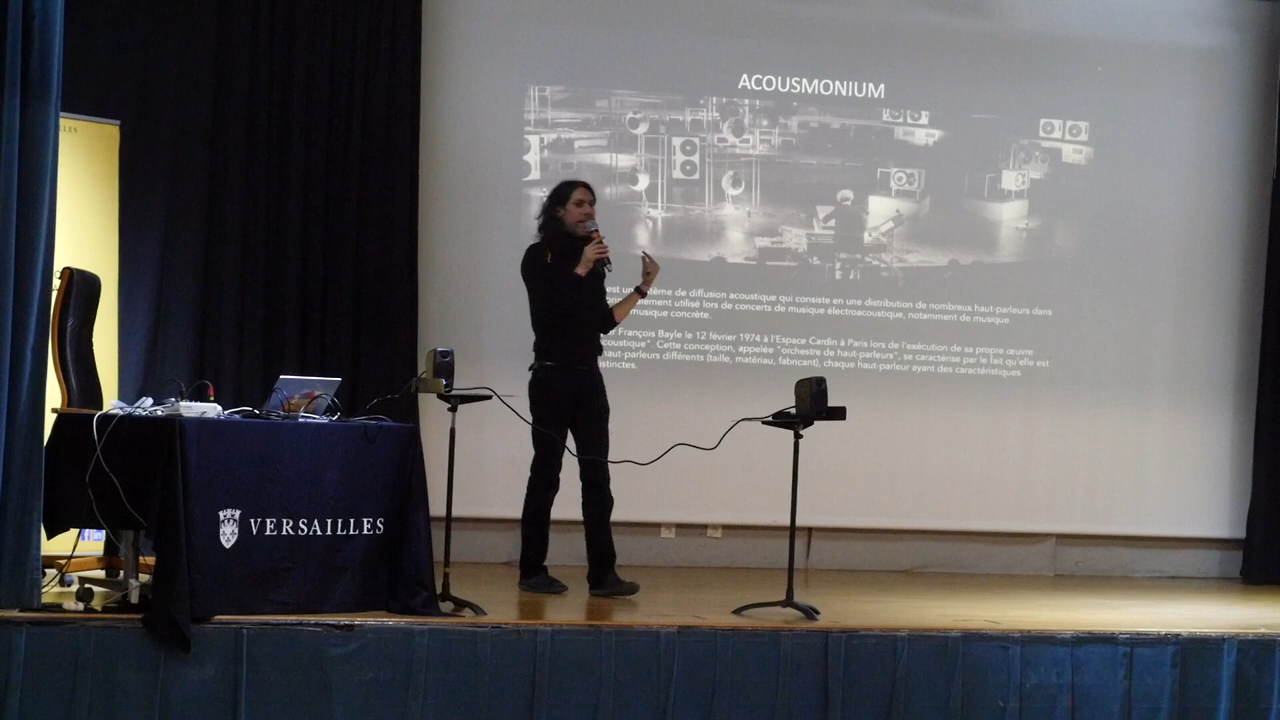 ACOUSMONIUM
est un système de diffusion acoustique qui consiste en une distribution de nombreux haut-parleurs dans
utilisé lors de concerts de musique électroacoustique, notamment de musique
musique concrète.
François Bayle le 12 février 1974 à l'Espace Cardin à Paris lors de l'exécution de sa propre œuvre
coustique". Cette conception, appelée "orchestre de haut-parleurs", se caractérise par le fait qu'elle est
haut-parleurs différents (taille, matériau, fabricant), chaque haut-parleur ayant des caractéristiques
stinctes.
VERSAILLES
LLES